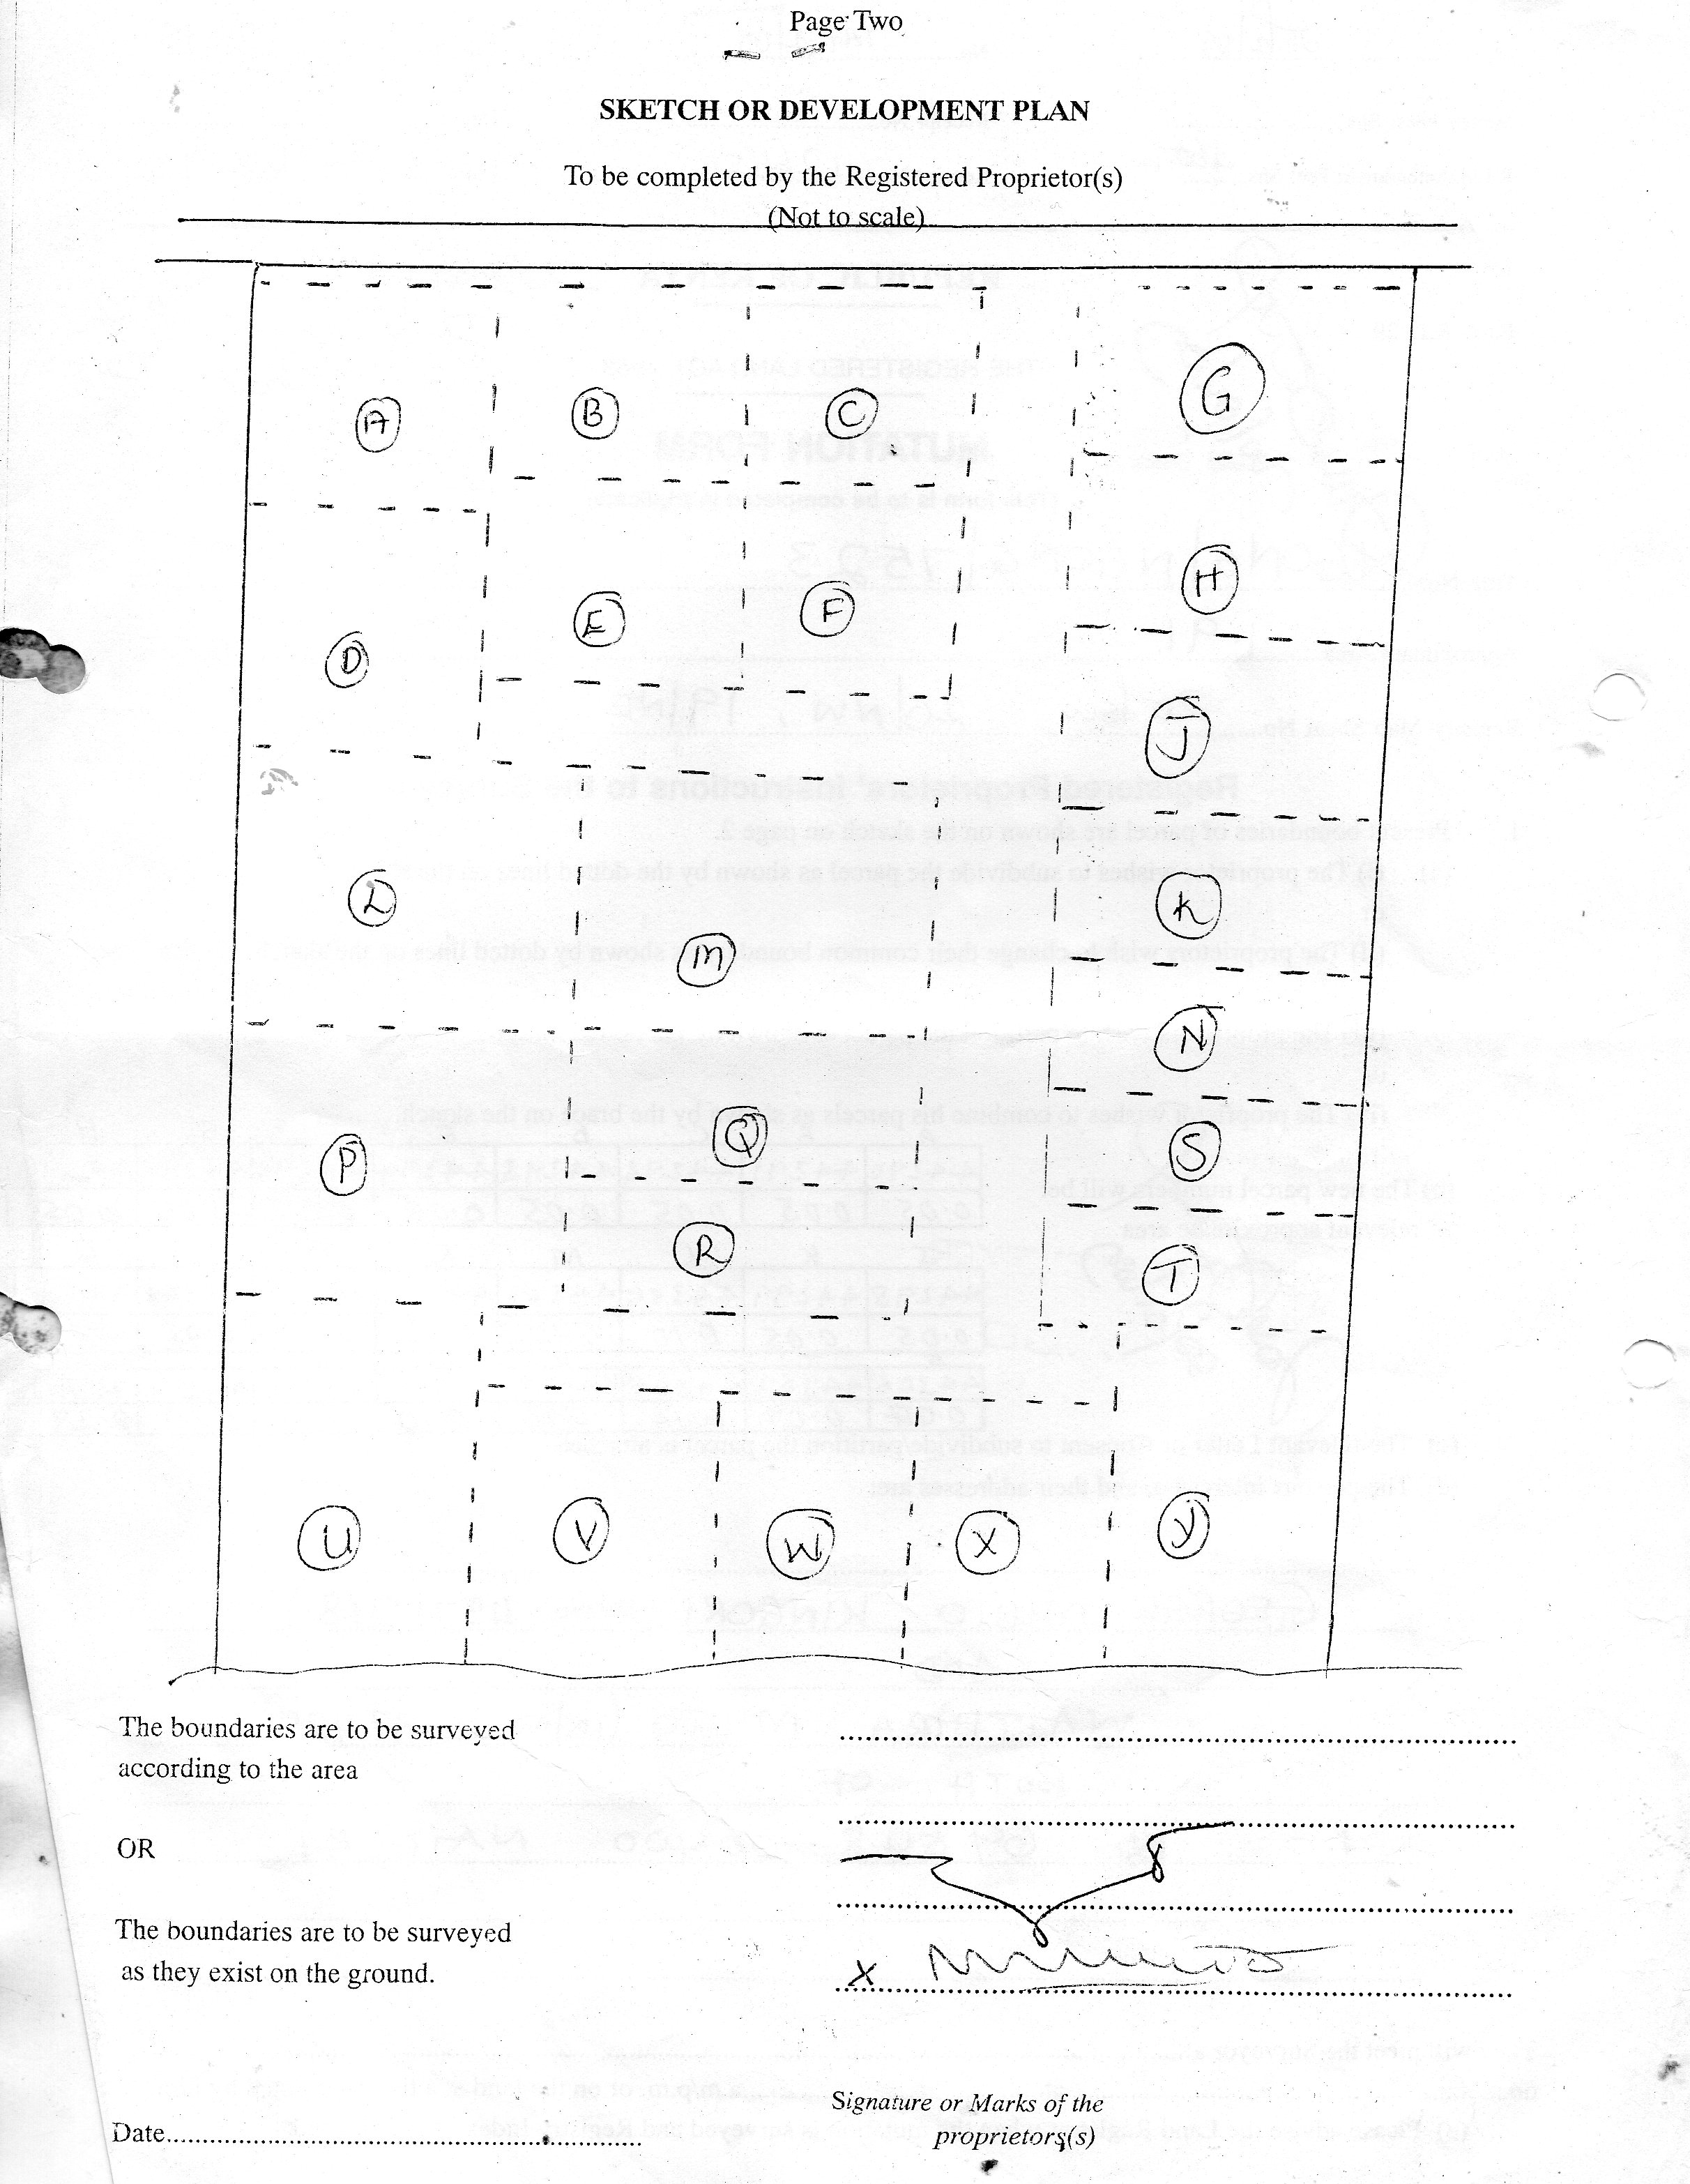 Page Two
SKETCH OR DEVELOPMENT PLAN
To be completed by the Registered Proprietor(s)
(Not to scale)
A B C G
H
E F
D
J
L K
M
N
Q S
P
R T
U V W X Y
The boundaries are to be surveyed
according to the area
OR
The boundaries are to be surveyed
as they exist on the ground.
X
Signature or Marks of the
proprietors(s)
Date